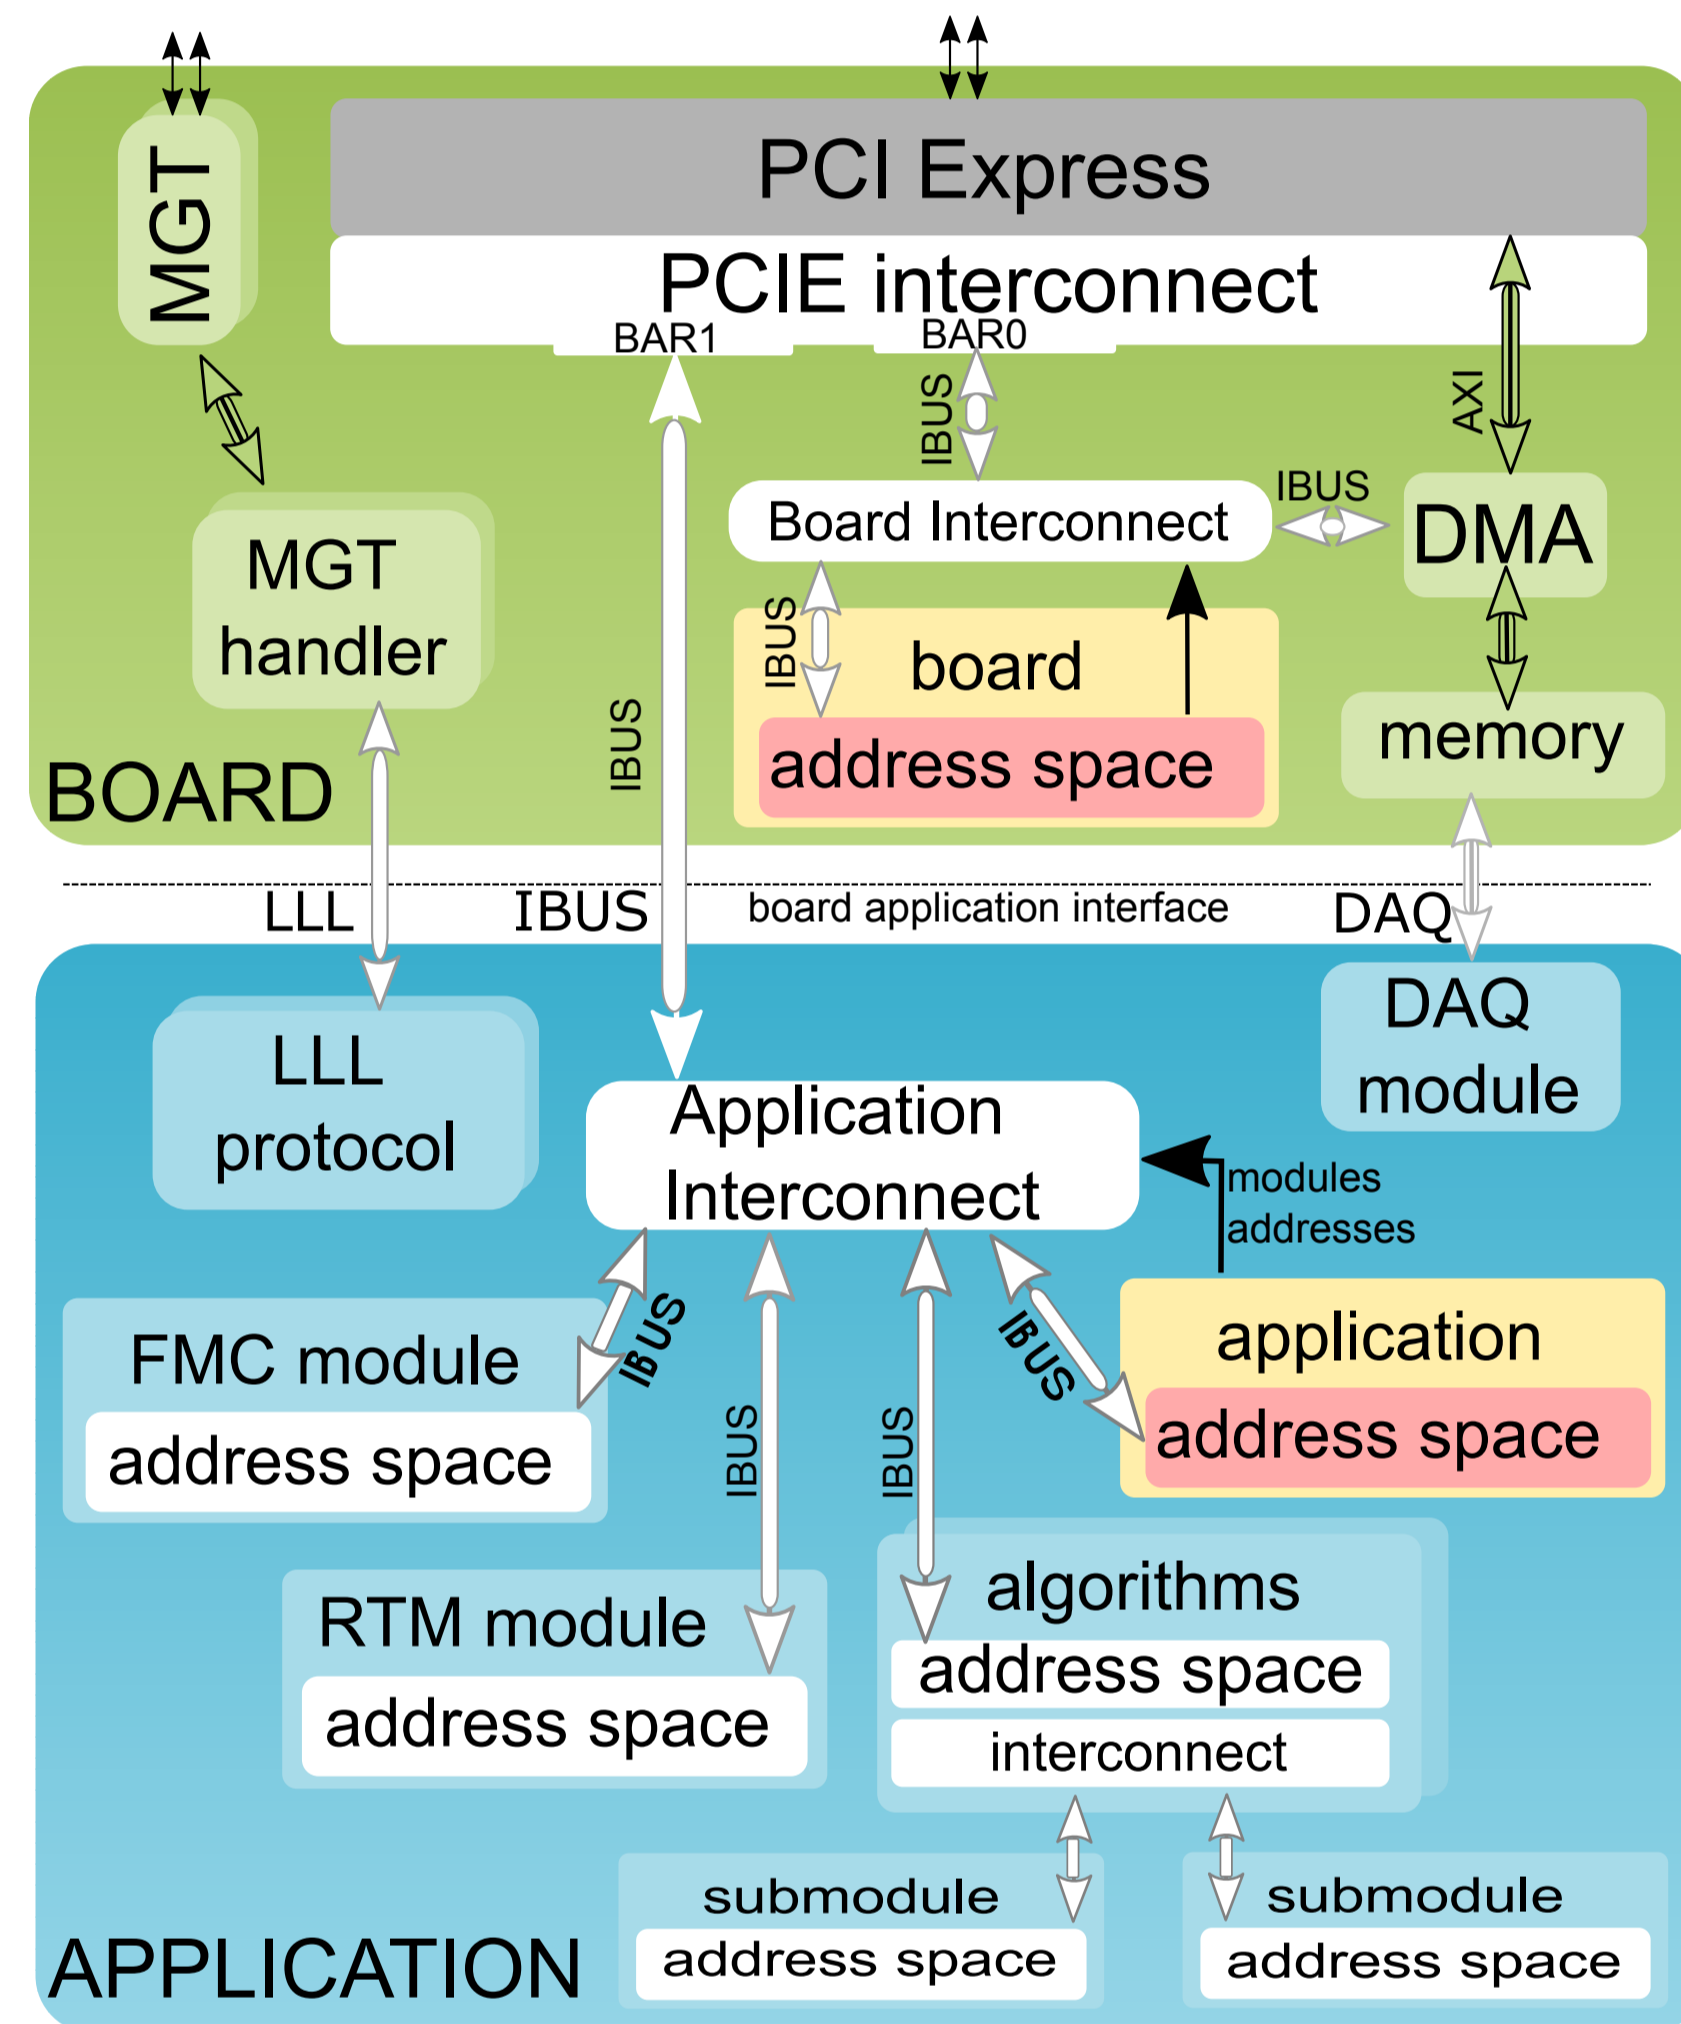 MGT
PCI Express
PCIE interconnect
BAR1
BAR0
IBUS
AXI
Board Interconnect
IBUS
DMA
MGT
handler
IBUS
board
address space
IBUS
memory
BOARD
LLL
IBUS
board application interface
DAQ
LLL
protocol
DAQ
module
Application
Interconnect
modules
addresses
IBUS
IBUS
FMC module
address space
application
address space
IBUS
IBUS
RTM module
address space
algorithms
address space
interconnect
submodule
address space
submodule
address space
APPLICATION